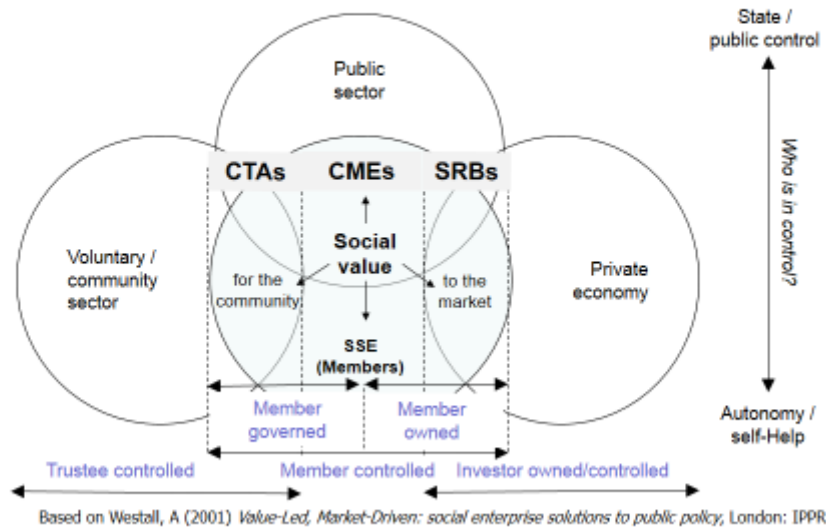 State /
public control
Public
sector
CTAs CMEs SRBs
Who is in control?
Social
value
Voluntary /
community
sector
for the
community
to the
market
Private
economy
SSE
(Members)
Member
governed
Member
owned
Autonomy /
self-Help
Trustee controlled Member controlled Investor owned/controlled
Based on Westall, A (2001) Value-Led, Market-Driven: social enterprise solutions to public policy, London: IPPR